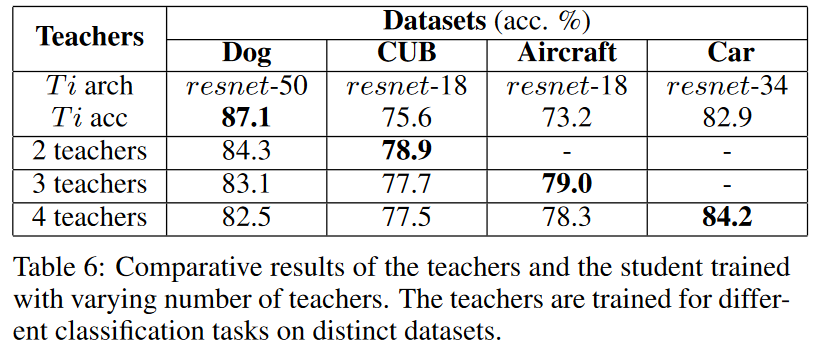 Teachers Datasets (acc. %)
Dog CUB Aircraft Car
Ti arch resnet-50 resnet-18 resnet-18 resnet-34
Ti acc 87.1 75.6 73.2 82.9
2 teachers 84.3 78.9 - -
3 teachers 83.1 77.7 79.0 -
4 teachers 82.5 77.5 78.3 84.2
Table 6: Comparative results of the teachers and the student trained
with varying number of teachers. The teachers are trained for differ-
ent classification tasks on distinct datasets.